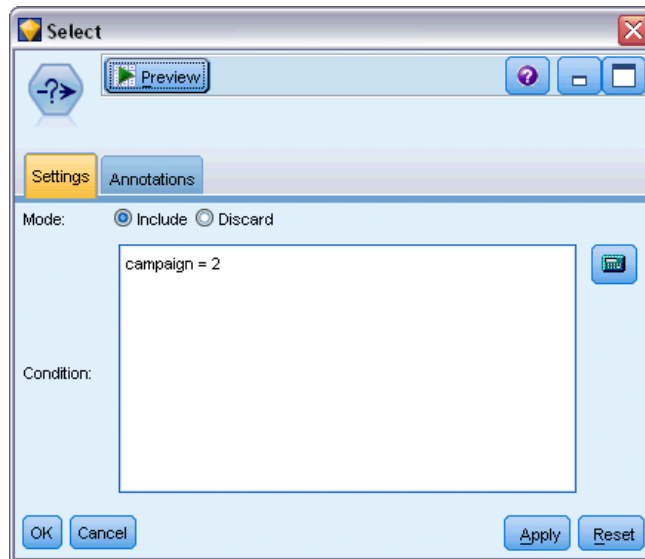 Select
Preview
Settings Annotations
Mode: Include Discard
campaign = 2
Condition:
OK Cancel Apply Reset